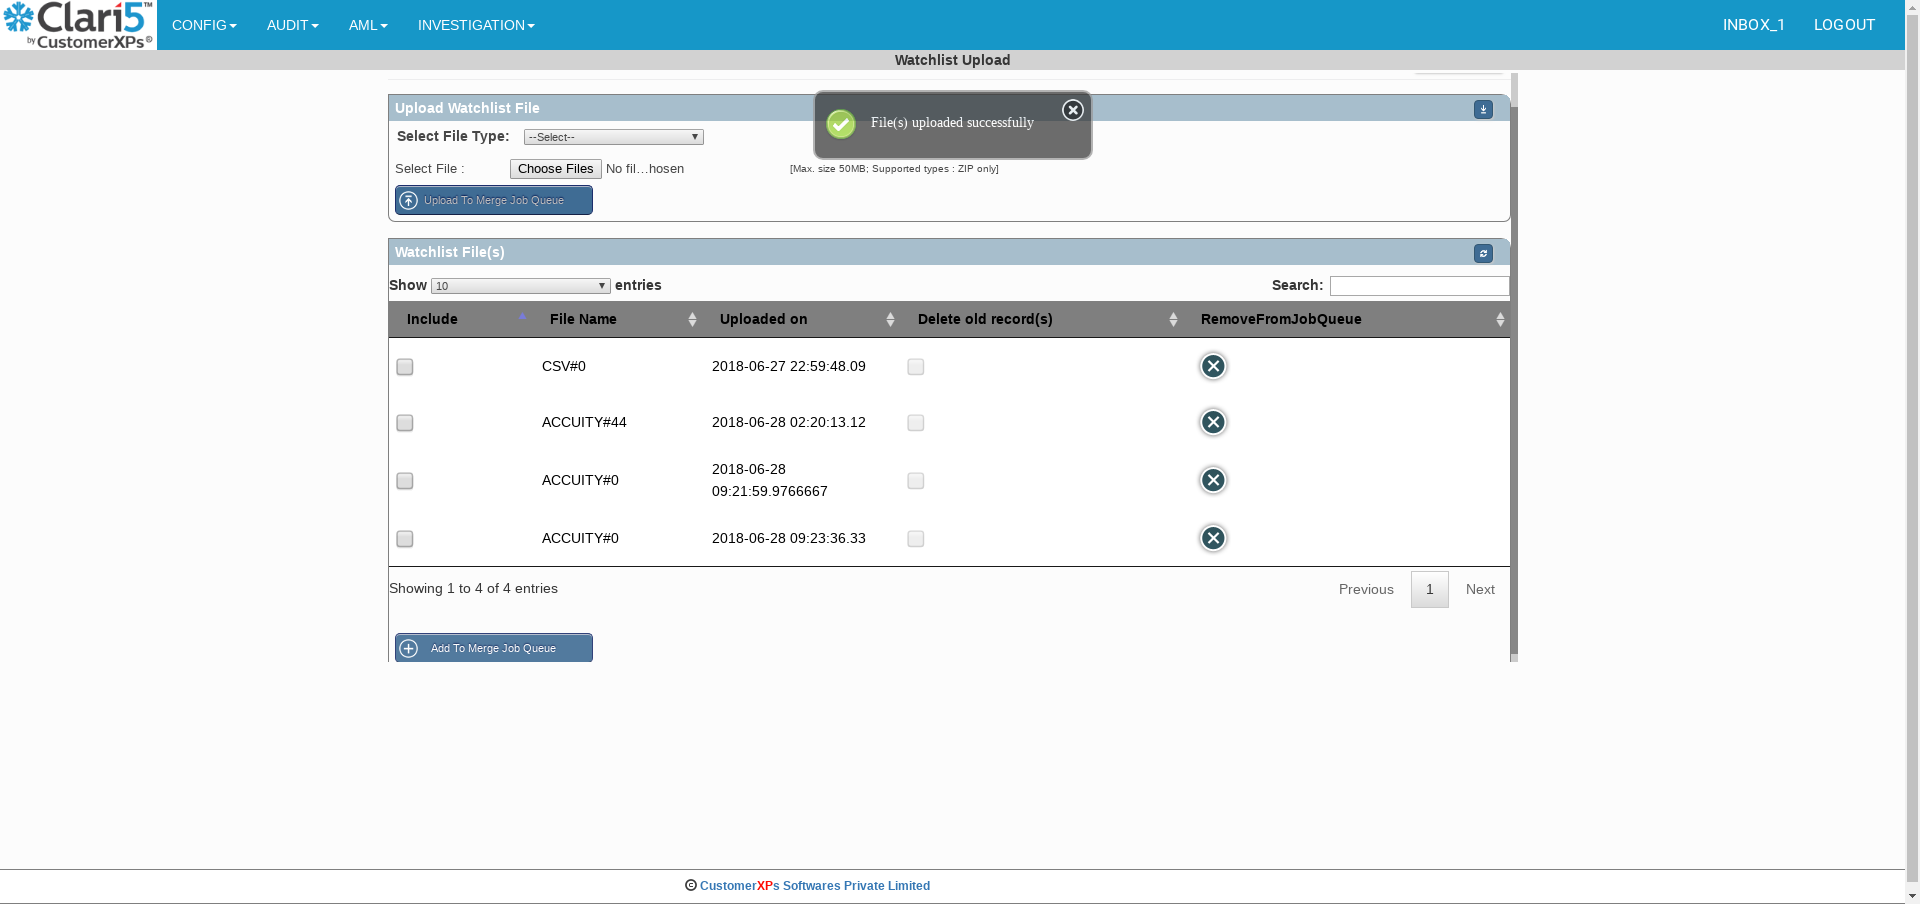 Clari5™
by CustomerXPs®
CONFIG AUDIT AML INVESTIGATION INBOX_1 LOGOUT
Watchlist Upload
Upload Watchlist File
File(s) uploaded successfully
Select File Type: --Select--
Select File : Choose Files No fil…hosen [Max. size 50MB; Supported types : ZIP only]
Upload To Merge Job Queue
Watchlist File(s)
Show 10 entries Search:
Include File Name Uploaded on Delete old record(s) RemoveFromJobQueue
CSV#0 2018-06-27 22:59:48.09
ACCUITY#44 2018-06-28 02:20:13.12
ACCUITY#0 2018-06-28
09:21:59.9766667
ACCUITY#0 2018-06-28 09:23:36.33
Showing 1 to 4 of 4 entries Previous 1 Next
Add To Merge Job Queue
© CustomerXPs Softwares Private Limited